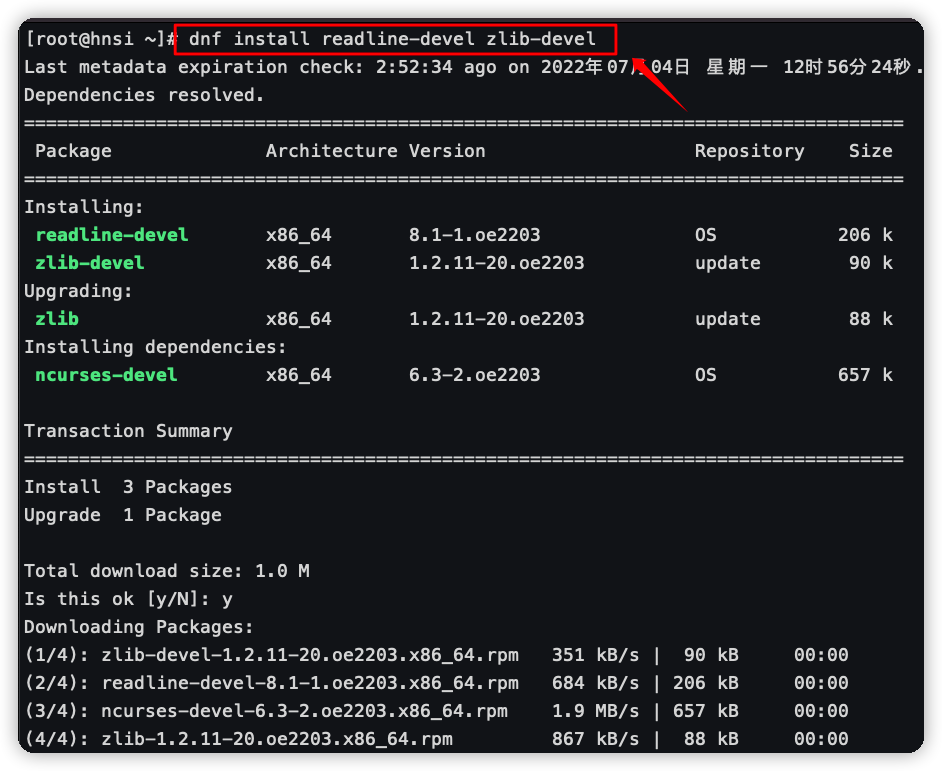 [root@hnsi ~]# dnf install readline-devel zlib-devel
Last metadata expiration check: 2:52:34 ago on 2022年07月04日 星期一 12时56分24秒.
Dependencies resolved.
================================================================================
Package Architecture Version Repository Size
================================================================================
Installing:
readline-devel x86_64 8.1-1.oe2203 OS 206 k
zlib-devel x86_64 1.2.11-20.oe2203 update 90 k
Upgrading:
zlib x86_64 1.2.11-20.oe2203 update 88 k
Installing dependencies:
ncurses-devel x86_64 6.3-2.oe2203 OS 657 k
Transaction Summary
================================================================================
Install 3 Packages
Upgrade 1 Package
Total download size: 1.0 M
Is this ok [y/N]: y
Downloading Packages:
(1/4): zlib-devel-1.2.11-20.oe2203.x86_64.rpm 351 kB/s | 90 kB 00:00
(2/4): readline-devel-8.1-1.oe2203.x86_64.rpm 684 kB/s | 206 kB 00:00
(3/4): ncurses-devel-6.3-2.oe2203.x86_64.rpm 1.9 MB/s | 657 kB 00:00
(4/4): zlib-1.2.11-20.oe2203.x86_64.rpm 867 kB/s | 88 kB 00:00